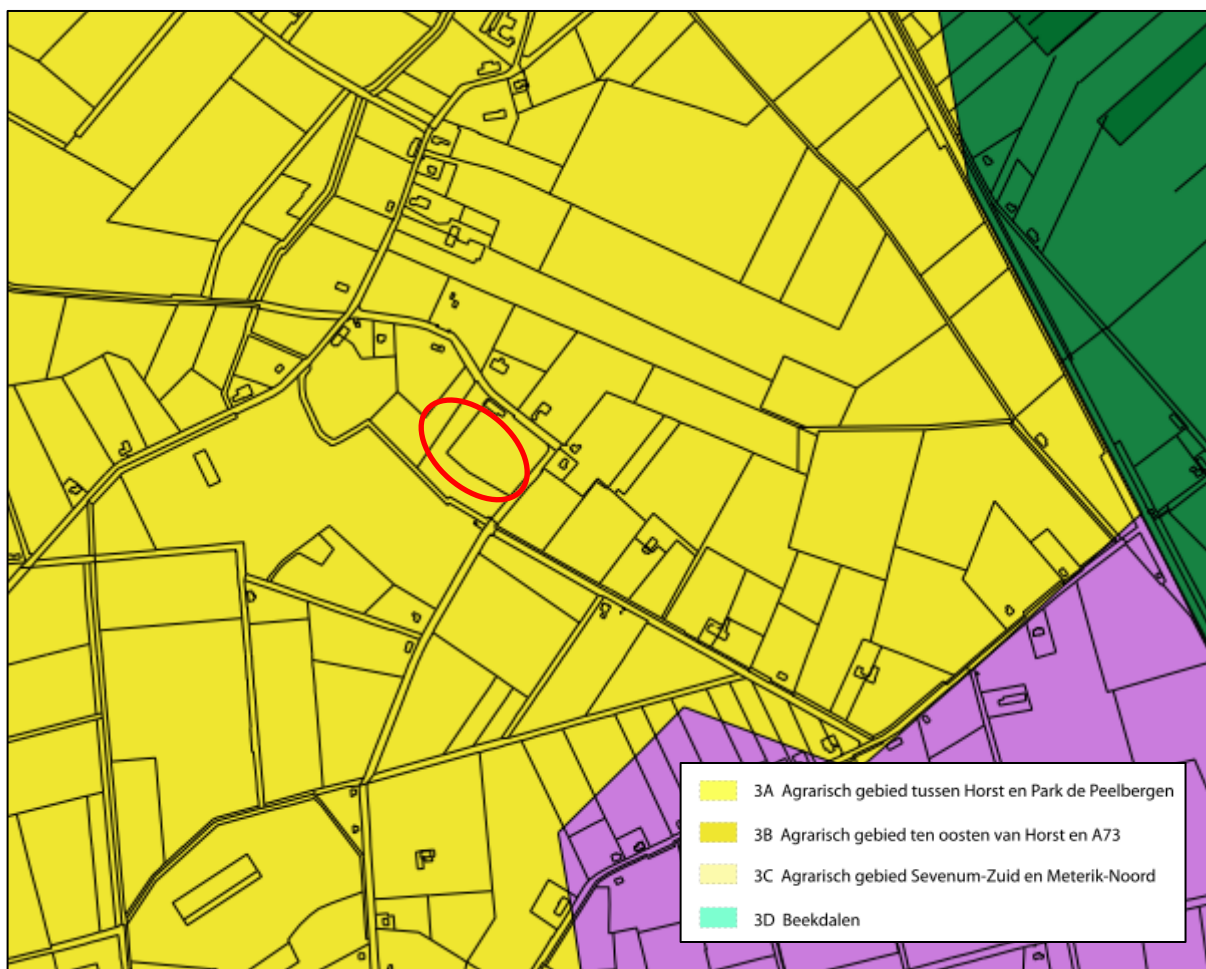 3A Agrarisch gebied tussen Horst en Park de Peelbergen
3B Agrarisch gebied ten oosten van Horst en A73
3C Agrarisch gebied Sevenum-Zuid en Meterik-Noord
3D Beekdalen